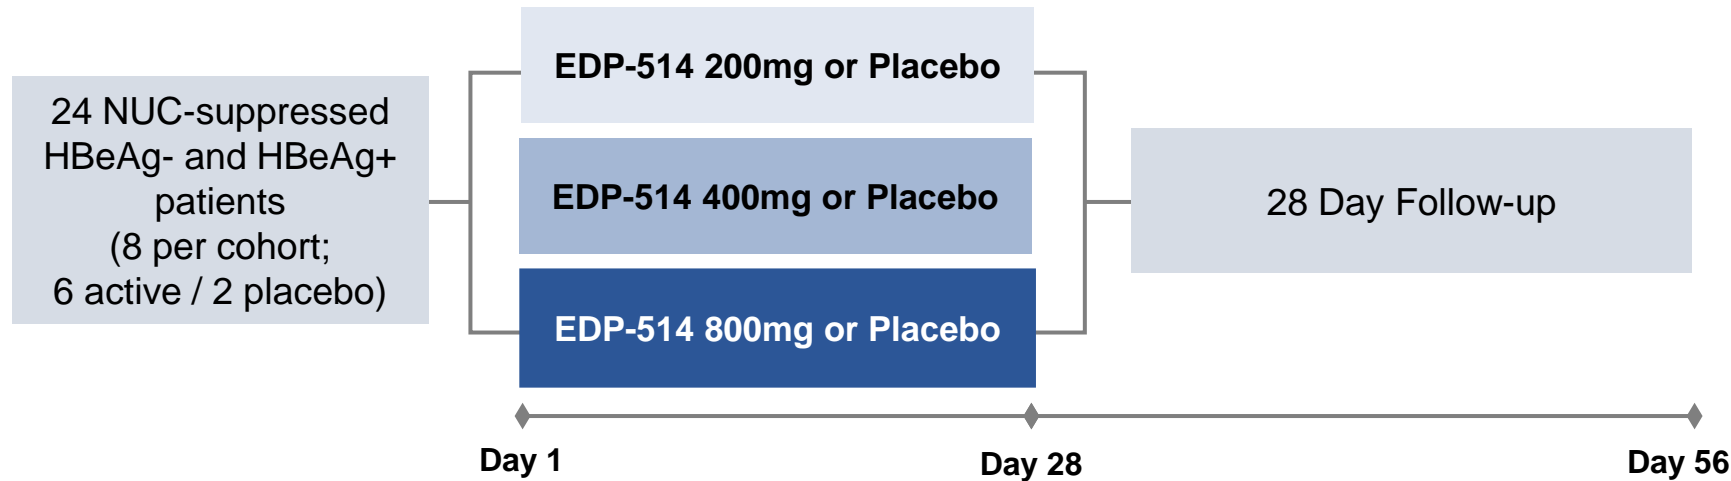 24 NUC-suppressed
HBeAg- and HBeAg+
patients
(8 per cohort;
6 active / 2 placebo)
EDP-514 200mg or Placebo
EDP-514 400mg or Placebo
EDP-514 800mg or Placebo
28 Day Follow-up
Day 1
Day 28
Day 56